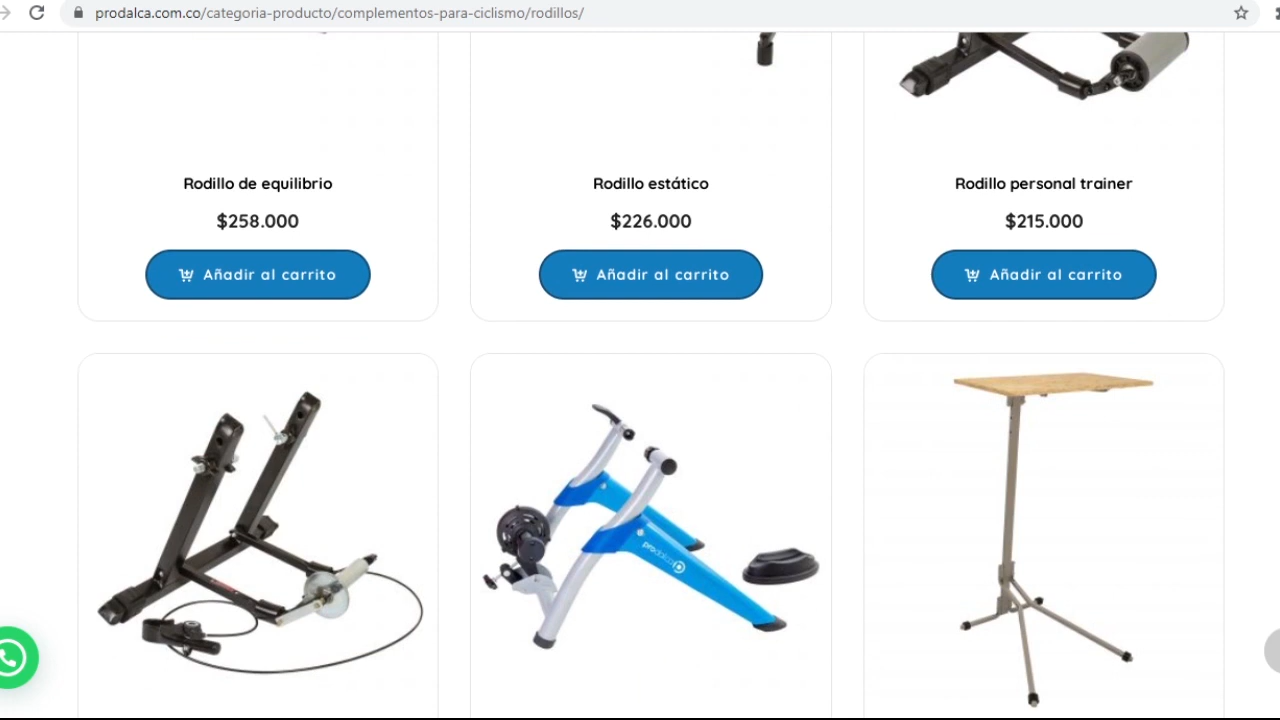 prodalca.com.co/categoria-producto/complementos-para-ciclismo/rodillos/
Rodillo de equilibrio
$258.000
Añadir al carrito
Rodillo estático
$226.000
Añadir al carrito
Rodillo personal trainer
$215.000
Añadir al carrito
prodalca